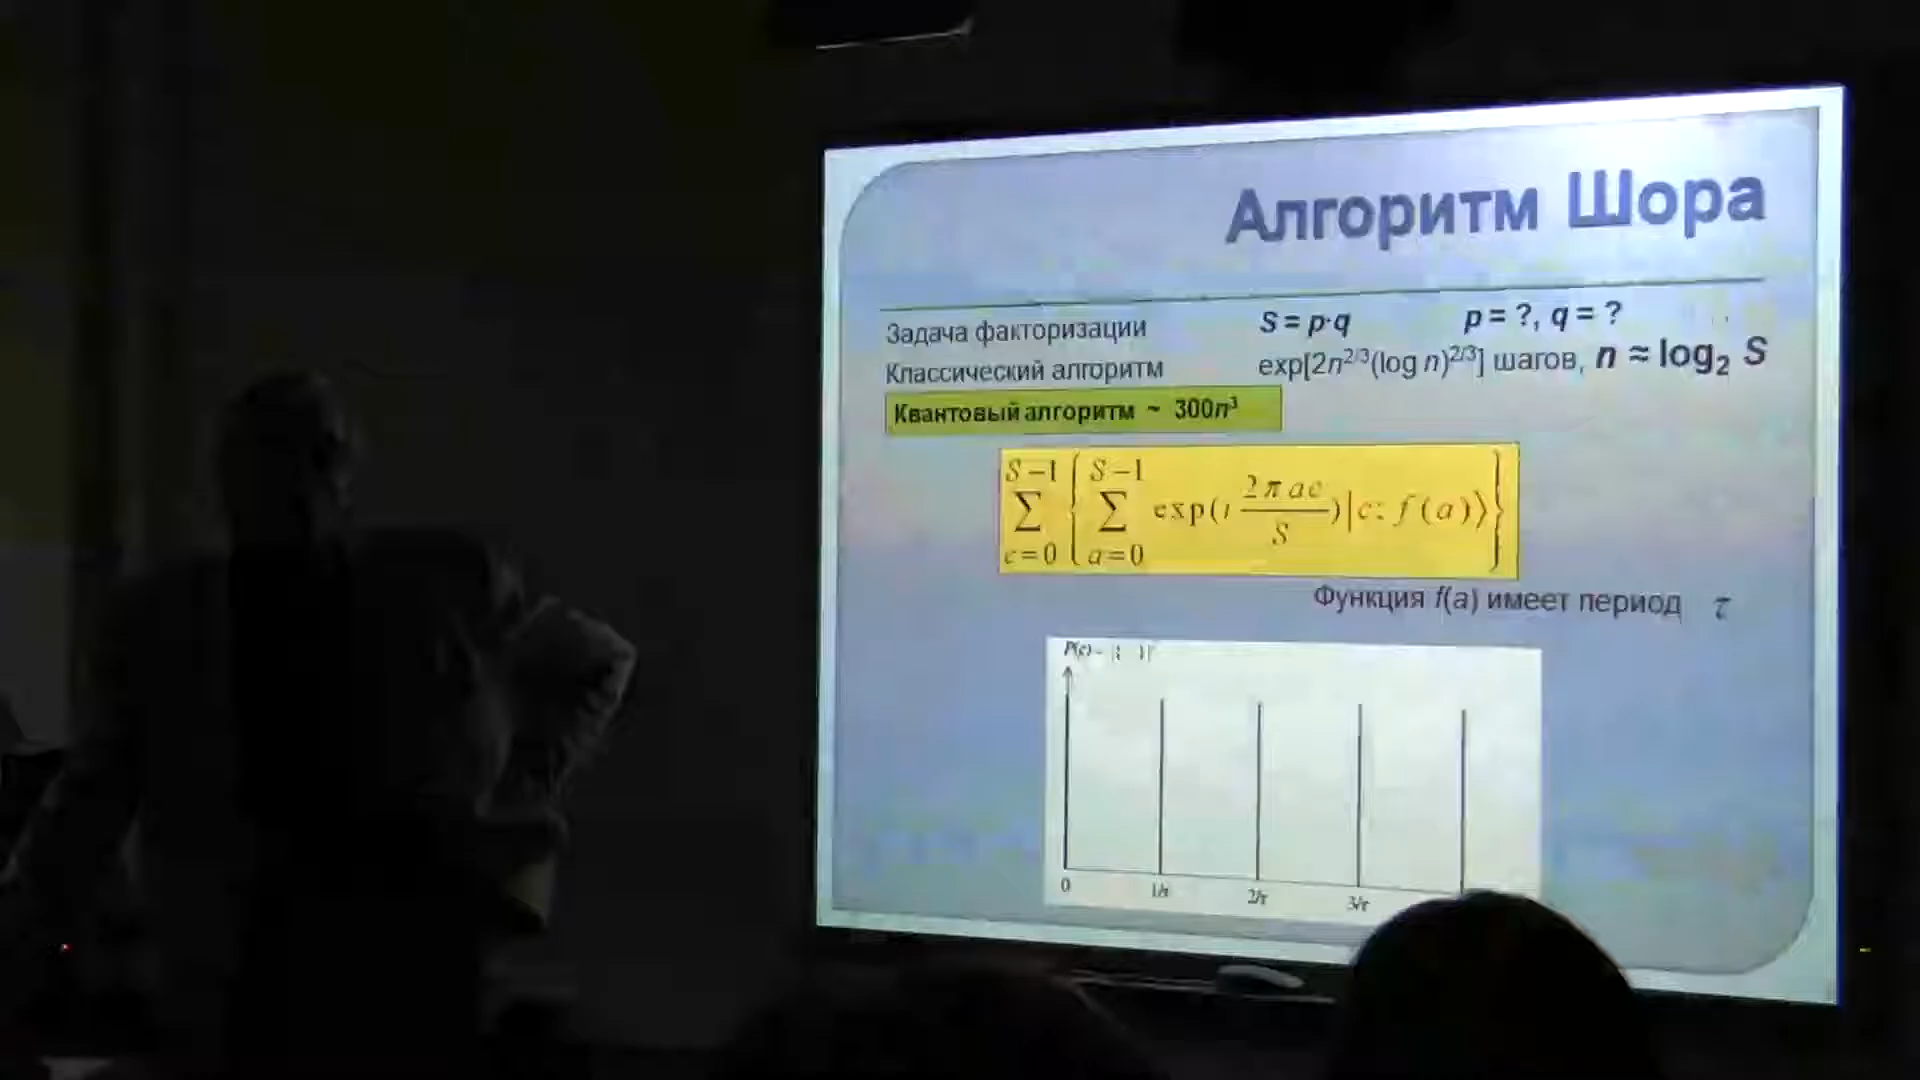 Алгоритм Шора
Задача факторизации S = p·q p = ?, q = ?
Классический алгоритм exp[2n^2/3(log n)^2/3] шагов, n ≈ log₂ S
Квантовый алгоритм ~ 300n³
S−1 S−1
∑ { ∑ exp(i 2πac / S)|c; f(a)⟩}
c=0 a=0
Функция f(a) имеет период τ
P(c)
0 1/τ 2/τ 3/τ